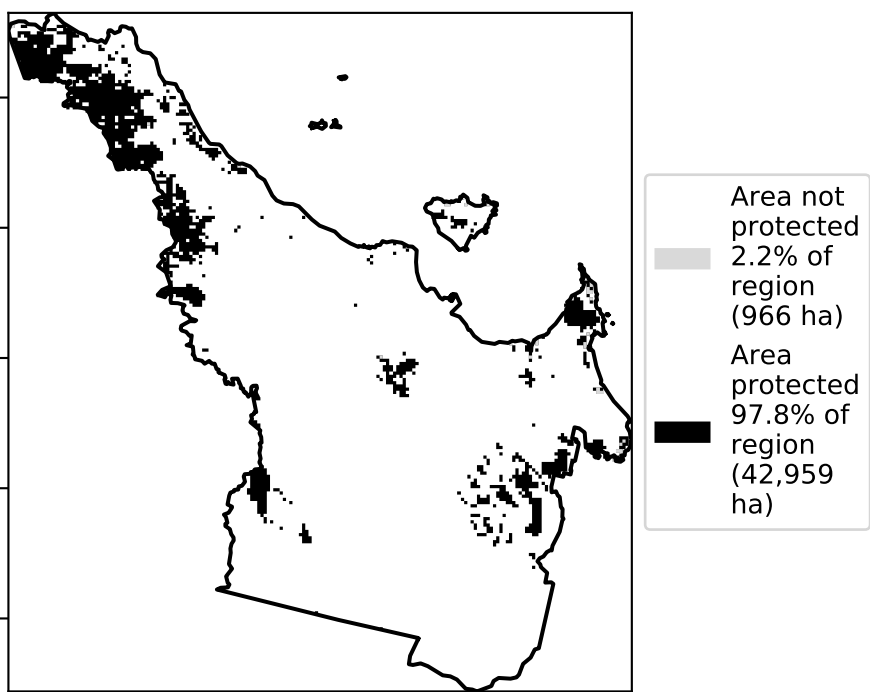 Area not
protected
2.2% of
region
(966 ha)
Area
protected
97.8% of
region
(42,959
ha)